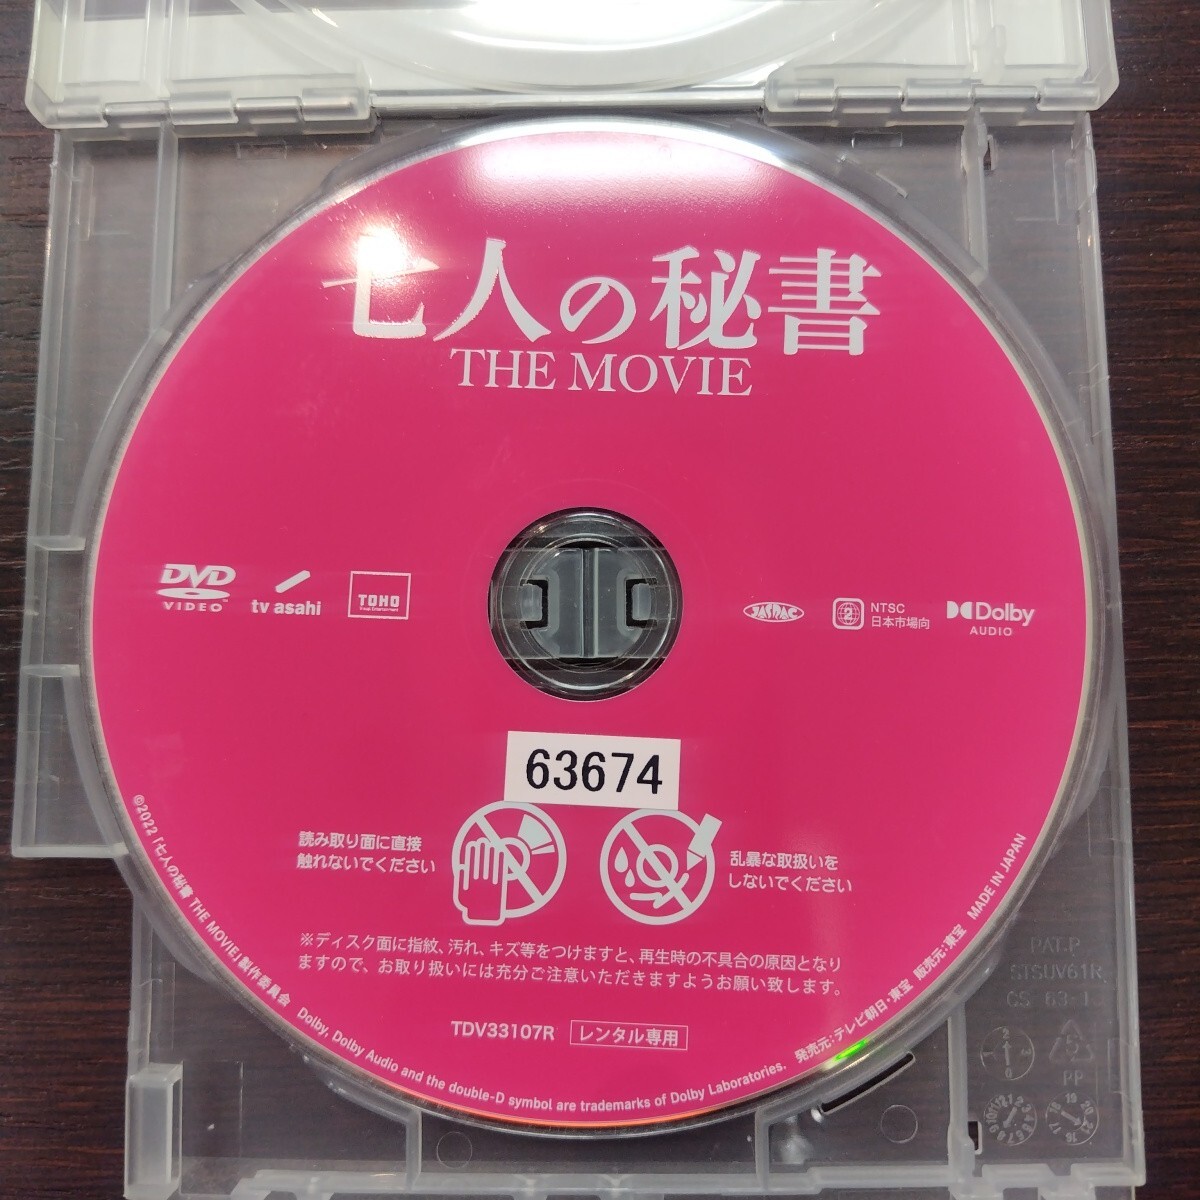 七人の秘書
THE MOVIE
DVD
VIDEO
tv asahi
TOHO
Visual Entertainment
JASRAC
2
NTSC
日本市場向
Dolby
AUDIO
63674
読み取り面に直接
触れないでください
乱暴な取扱いを
しないでください
※ディスク面に指紋、汚れ、キズ等をつけますと、再生時の不具合の原因となり
ますので、お取り扱いには充分ご注意いただきますようお願い致します。
TDV33107R レンタル専用
©2022「七人の秘書 THE MOVIE」製作委員会
Dolby, Dolby Audio and the double-D symbol are trademarks of Dolby Laboratories.
発売元:テレビ朝日・東宝 販売元:東宝 MADE IN JAPAN
PAT.P
STSUV61R
PP